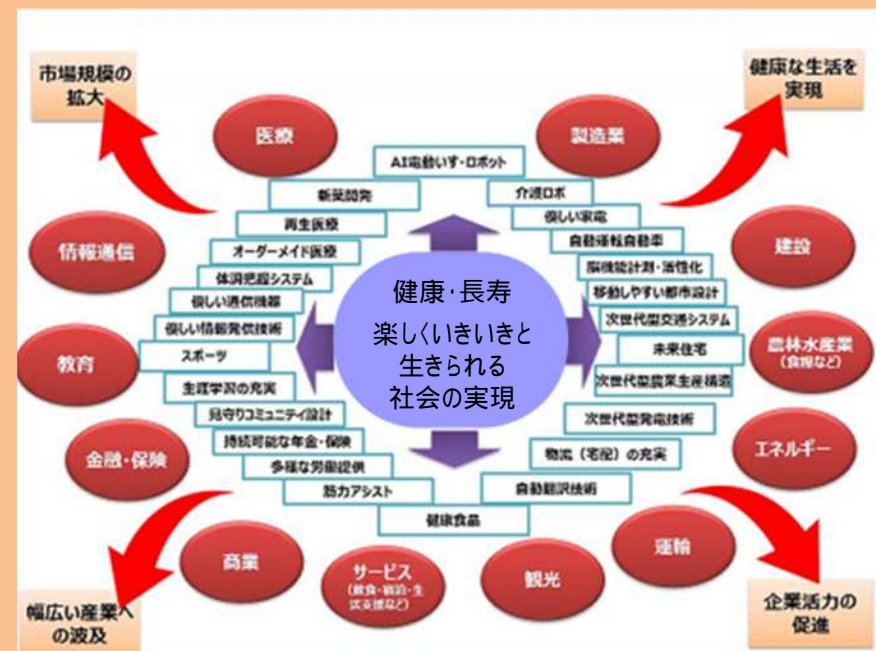 市場規模の
拡大
健康な生活を
実現
医療
製造業
AI電動いす・ロボット
新薬開発
介護ロボ
再生医療
優しい家電
オーダーメイド医療
自動運転自動車
情報通信
建設
体調把握システム
脳機能計測・活性化
優しい通信機器
移動しやすい都市設計
優しい情報発信技術
次世代型交通システム
スポーツ
未来住宅
教育
農林水産業
(食糧など)
健康・長寿
楽しくいきいきと
生きられる
社会の実現
生涯学習の充実
次世代型農業生産構造
見守りコミュニティ設計
次世代型発電技術
持続可能な年金・保険
物流(宅配)の充実
金融・保険
エネルギー
多様な労働提供
自動翻訳技術
筋力アシスト
健康食品
商業
サービス
(飲食・宿泊・生
活支援など)
観光
運輸
幅広い産業へ
の波及
企業活力の
促進